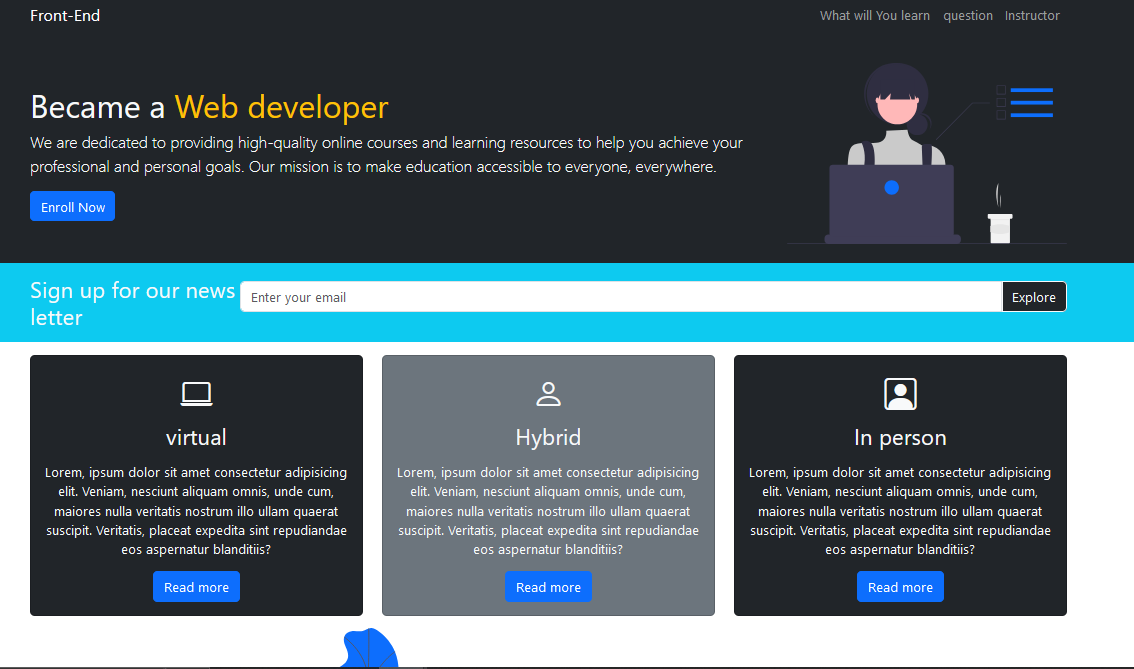 Front-End
What will You learn question Instructor
Became a Web developer
We are dedicated to providing high-quality online courses and learning resources to help you achieve your
professional and personal goals. Our mission is to make education accessible to everyone, everywhere.
Enroll Now
Sign up for our news
letter
Enter your email
Explore
virtual
Lorem, ipsum dolor sit amet consectetur adipisicing
elit. Veniam, nesciunt aliquam omnis, unde cum,
maiores nulla veritatis nostrum illo ullam quaerat
suscipit. Veritatis, placeat expedita sint repudiandae
eos aspernatur blanditiis?
Read more
Hybrid
Lorem, ipsum dolor sit amet consectetur adipisicing
elit. Veniam, nesciunt aliquam omnis, unde cum,
maiores nulla veritatis nostrum illo ullam quaerat
suscipit. Veritatis, placeat expedita sint repudiandae
eos aspernatur blanditiis?
Read more
In person
Lorem, ipsum dolor sit amet consectetur adipisicing
elit. Veniam, nesciunt aliquam omnis, unde cum,
maiores nulla veritatis nostrum illo ullam quaerat
suscipit. Veritatis, placeat expedita sint repudiandae
eos aspernatur blanditiis?
Read more